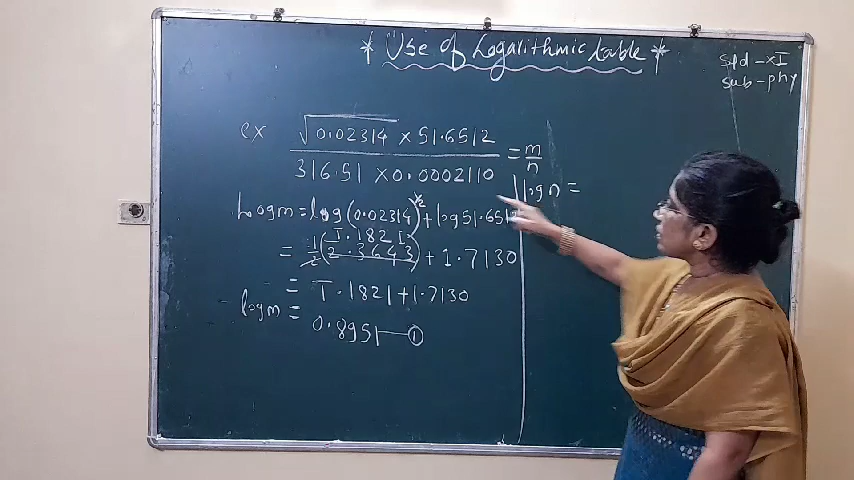 * Use of Logarithmic table *
Std - XI
Sub - phy
ex √0.02314 × 51.6512
316.51 × 0.0002110
= m/n
Logm = log (0.02314)^½ + log 51.6512
1̄.1821
= ½ (2̄.3643) + 1.7130
= 1̄.1821 + 1.7130
logm = 0.8951 — ①
log n =